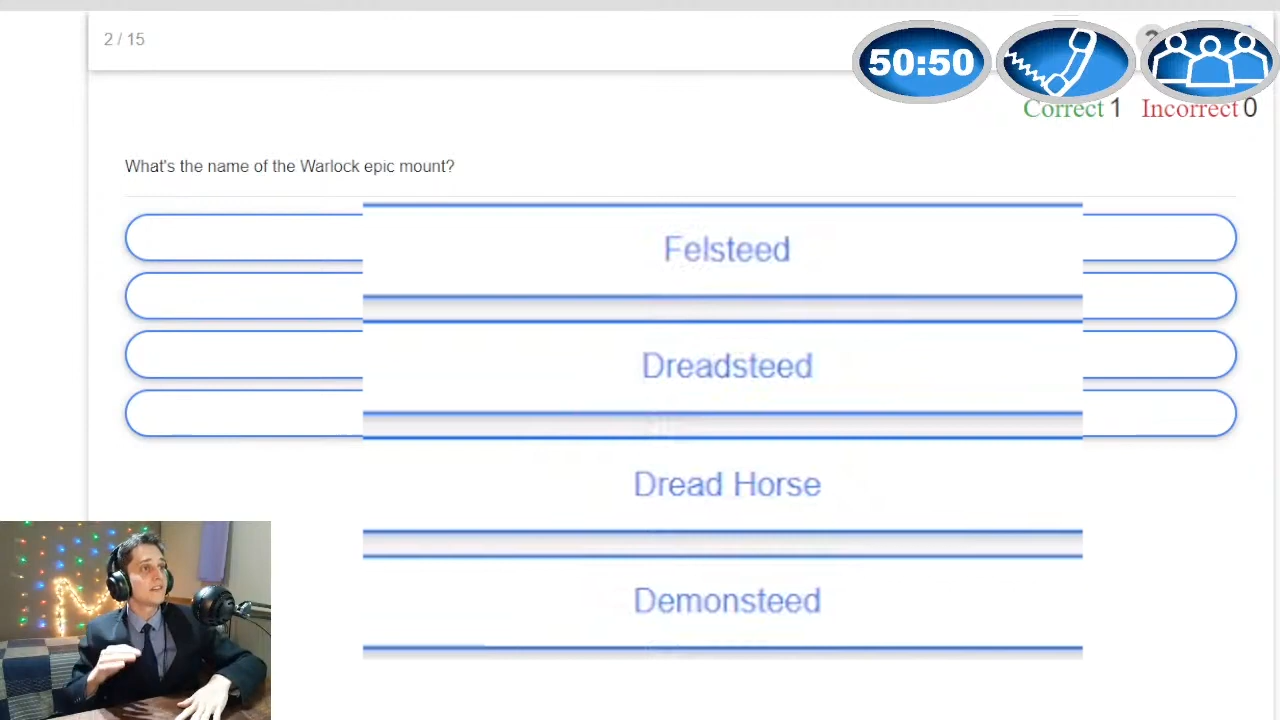 2 / 15
50:50
Correct 1 Incorrect 0
What's the name of the Warlock epic mount?
Felsteed
Dreadsteed
Dread Horse
Demonsteed